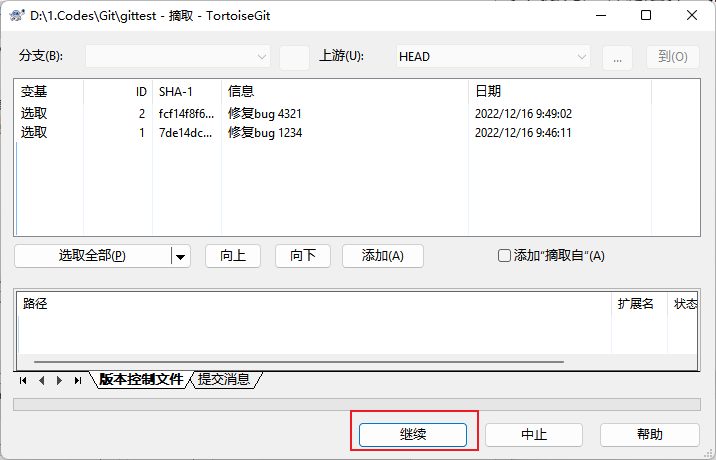 D:\1.Codes\Git\gittest - 摘取 - TortoiseGit
分支(B): 上游(U): HEAD ... 到(O)
变基 ID SHA-1 信息 日期
选取 2 fcf14f8f6... 修复bug 4321 2022/12/16 9:49:02
选取 1 7de14dc... 修复bug 1234 2022/12/16 9:46:11
选取全部(P) 向上 向下 添加(A) 添加“摘取自”(A)
路径 扩展名 状态
版本控制文件 提交消息
继续 中止 帮助